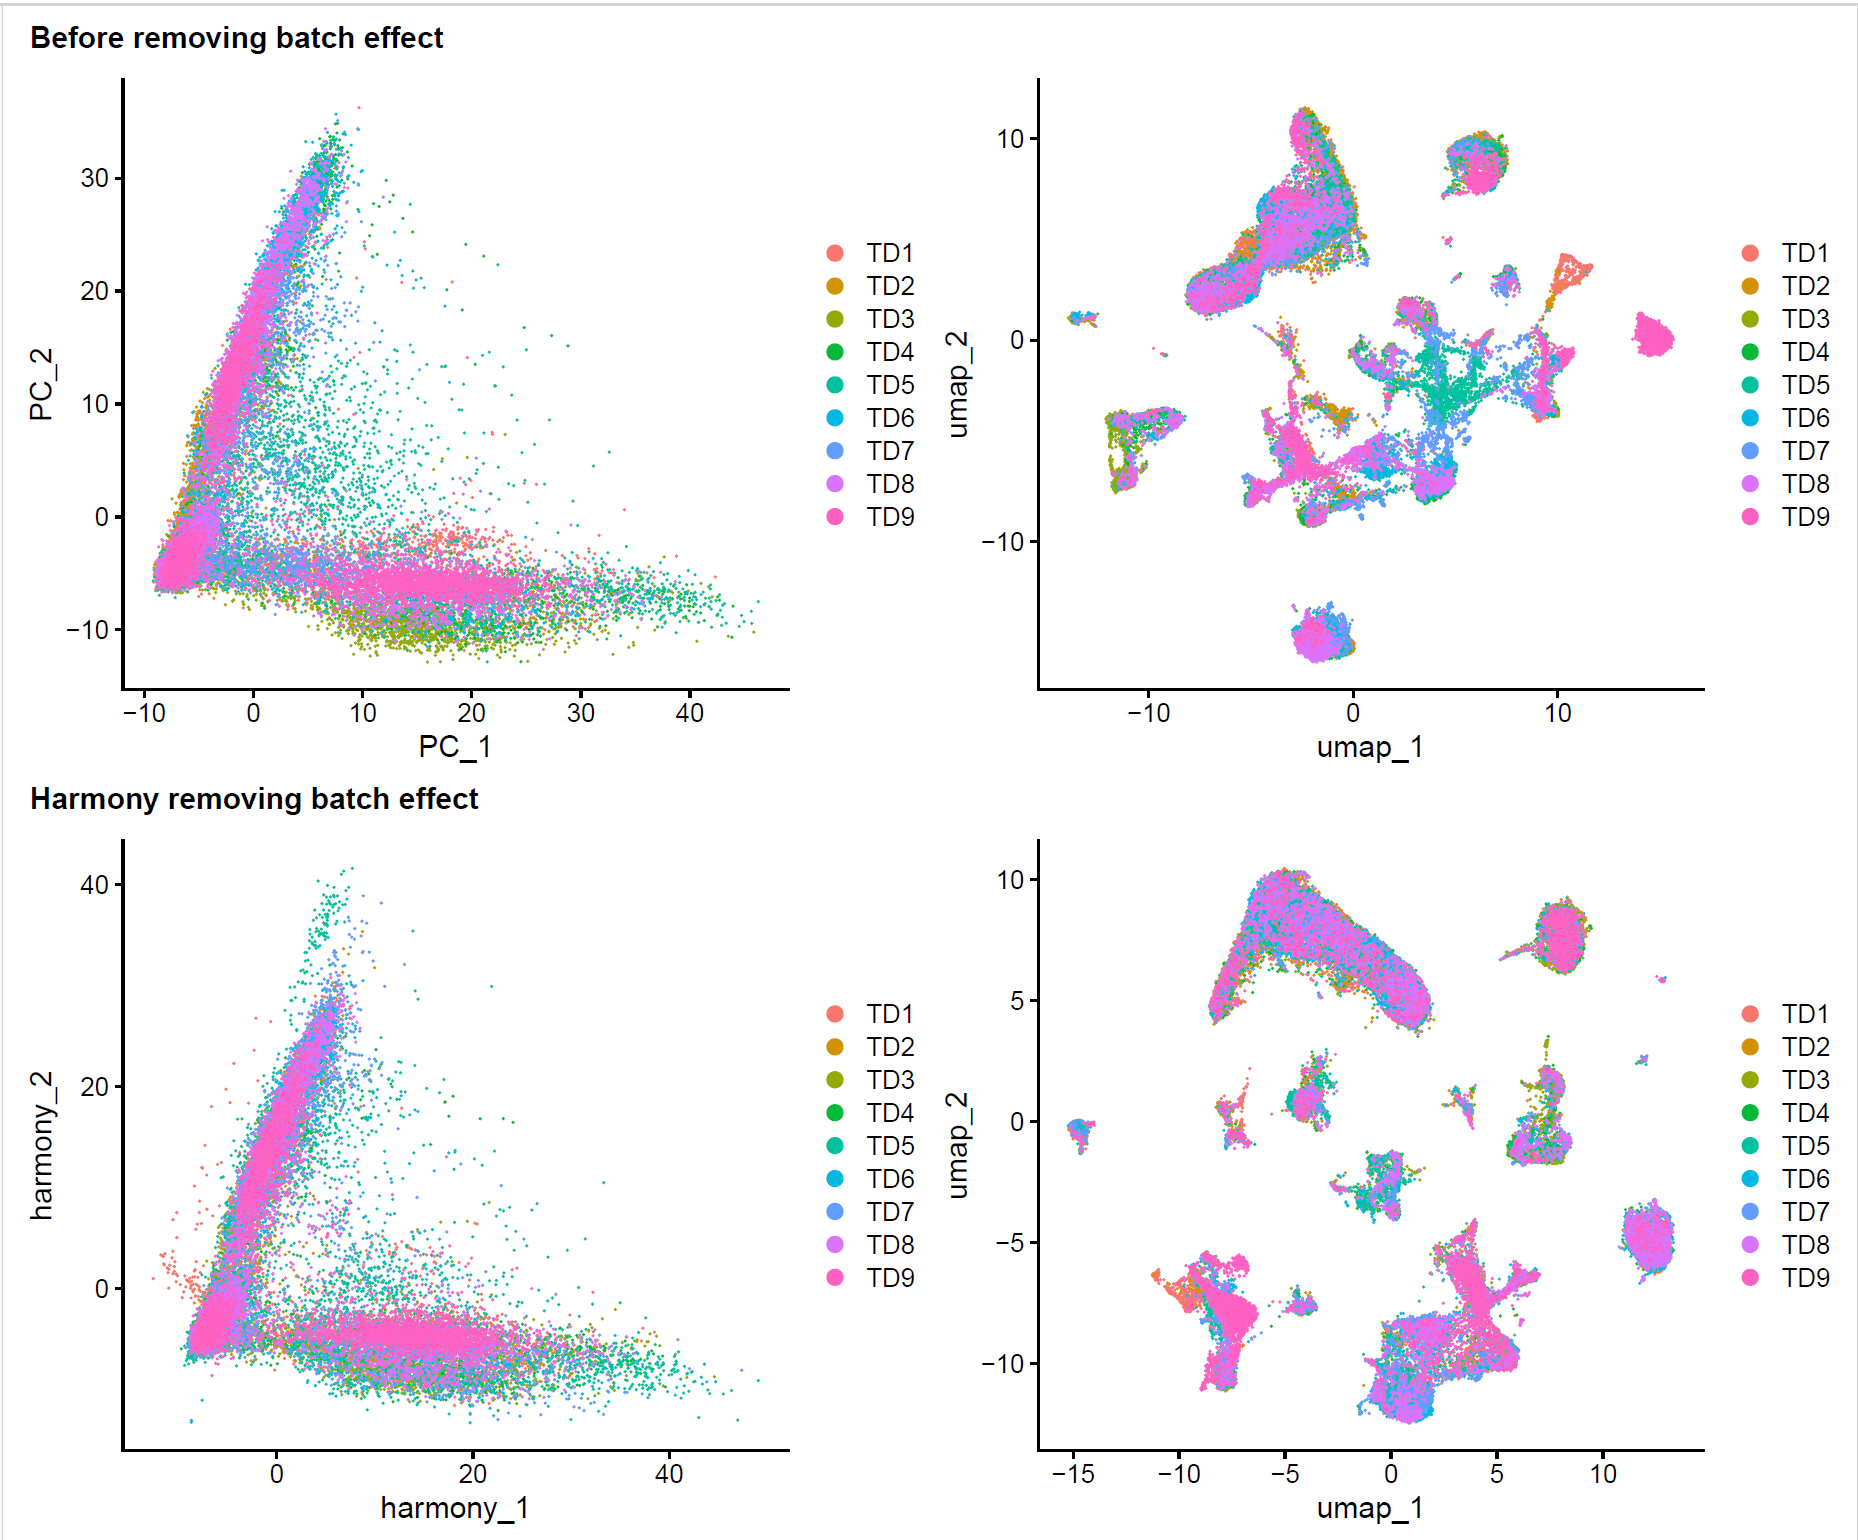 Before removing batch effect
PC_2
30
20
10
0
−10
−10 0 10 20 30 40
PC_1
TD1
TD2
TD3
TD4
TD5
TD6
TD7
TD8
TD9
umap_2
10
0
−10
−10 0 10
umap_1
TD1
TD2
TD3
TD4
TD5
TD6
TD7
TD8
TD9
Harmony removing batch effect
harmony_2
40
20
0
0 20 40
harmony_1
TD1
TD2
TD3
TD4
TD5
TD6
TD7
TD8
TD9
umap_2
10
5
0
−5
−10
−15 −10 −5 0 5 10
umap_1
TD1
TD2
TD3
TD4
TD5
TD6
TD7
TD8
TD9